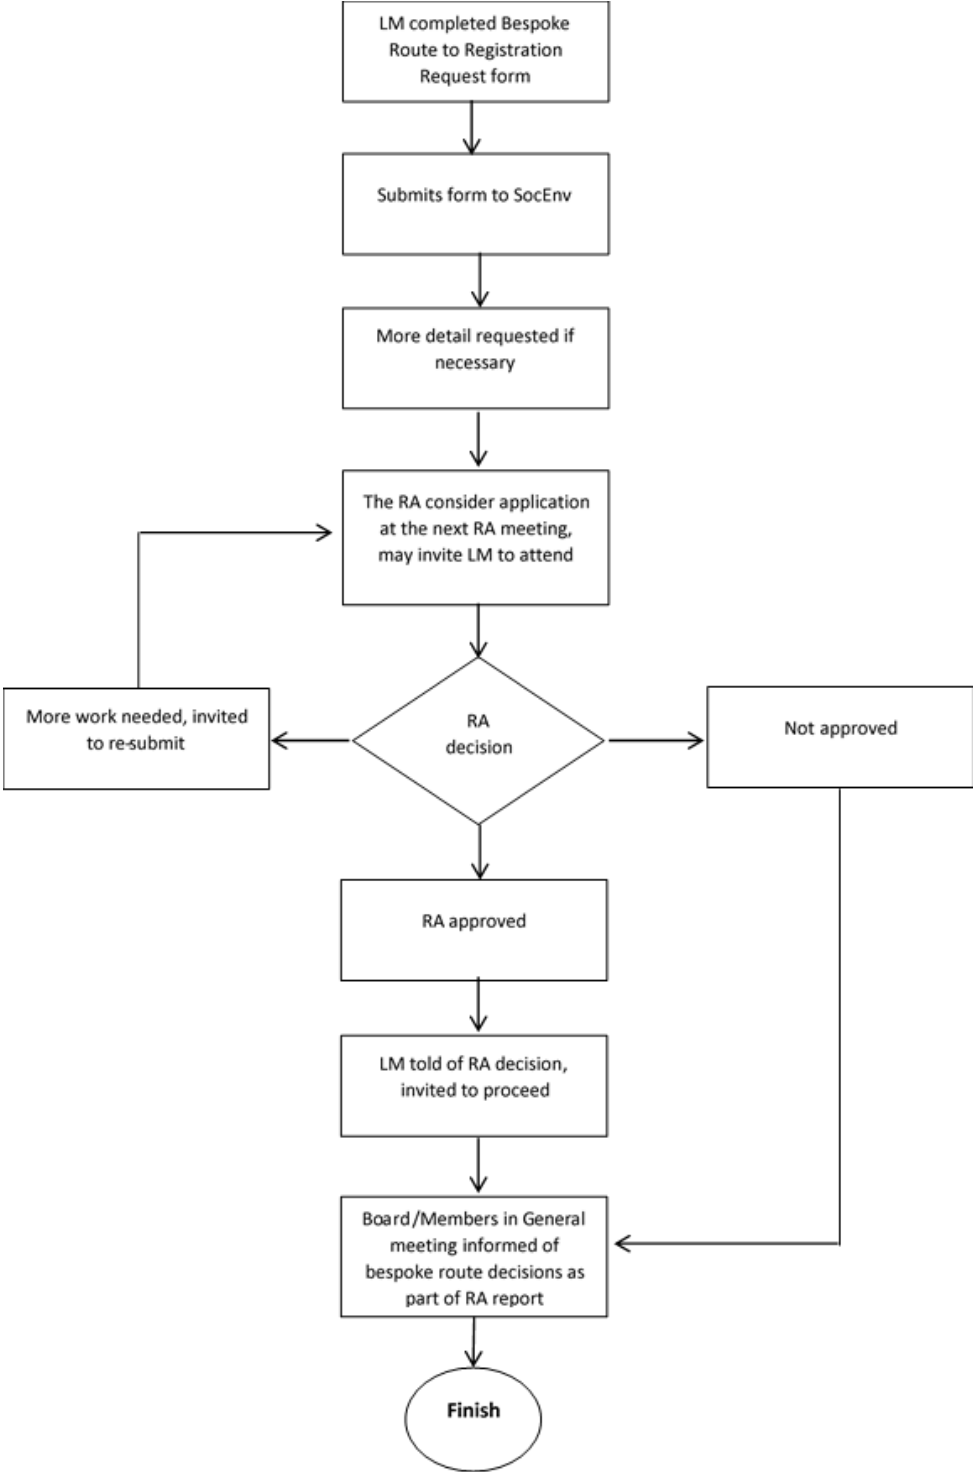 LM completed Bespoke
Route to Registration
Request form
Submits form to SocEnv
More detail requested if
necessary
The RA consider application
at the next RA meeting,
may invite LM to attend
RA
decision
More work needed, invited
to re-submit
Not approved
RA approved
LM told of RA decision,
invited to proceed
Board/Members in General
meeting informed of
bespoke route decisions as
part of RA report
Finish